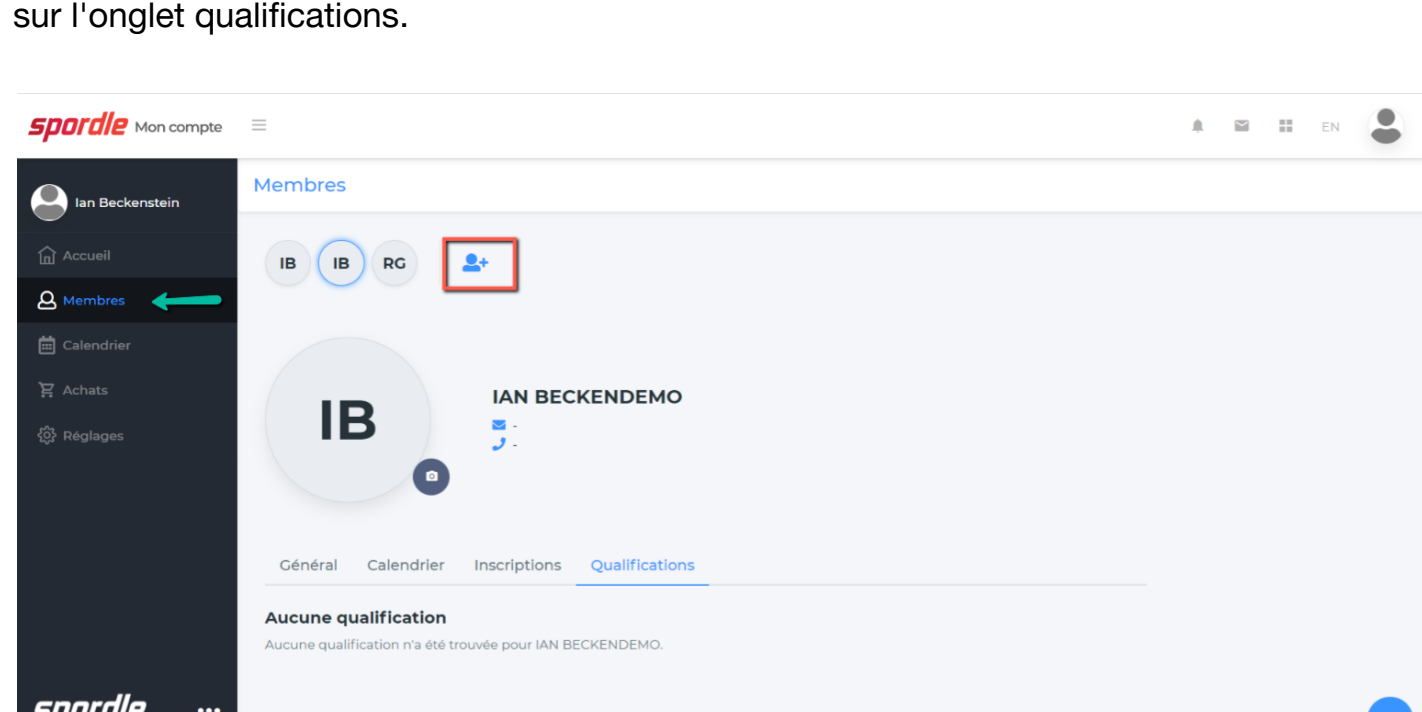 sur l'onglet qualifications.
spordle Mon compte
EN
Ian Beckenstein
Membres
Accueil
IB
IB
RG
Membres
Calendrier
Achats
IAN BECKENDEMO
-
IB
-
Réglages
Général Calendrier Inscriptions Qualifications
Aucune qualification
Aucune qualification n'a été trouvée pour IAN BECKENDEMO.
spordle